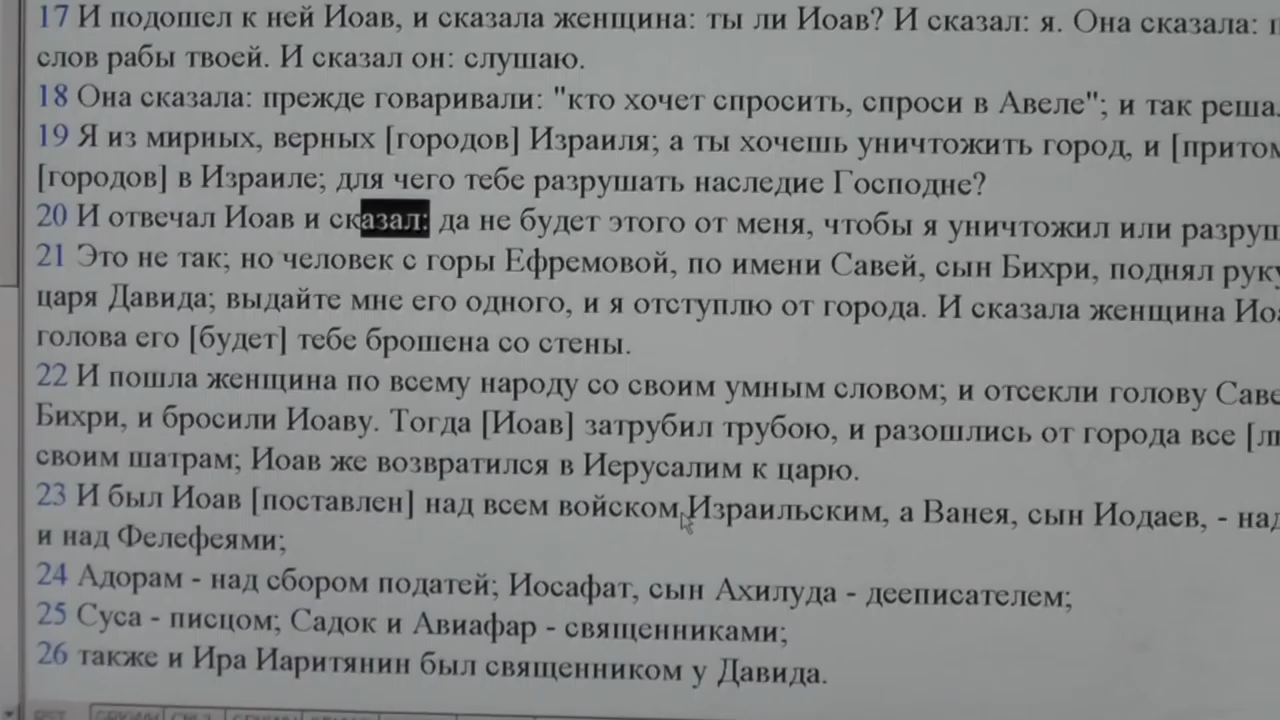 17 И подошел к ней Иоав, и сказала женщина: ты ли Иоав? И сказал: я. Она сказала:
слов рабы твоей. И сказал он: слушаю.
18 Она сказала: прежде говаривали: "кто хочет спросить, спроси в Авеле"; и так
19 Я из мирных, верных [городов] Израиля; а ты хочешь уничтожить город, и
[городов] в Израиле; для чего тебе разрушать наследие Господне?
20 И отвечал Иоав и сказал: да не будет этого от меня, чтобы я уничтожил или
21 Это не так; но человек с горы Ефремовой, по имени Савей, сын Бихри, поднял
царя Давида; выдайте мне его одного, и я отступлю от города. И сказала женщина
голова его [будет] тебе брошена со стены.
22 И пошла женщина по всему народу со своим умным словом; и отсекли голову
Бихри, и бросили Иоаву. Тогда [Иоав] затрубил трубою, и разошлись от города все
своим шатрам; Иоав же возвратился в Иерусалим к царю.
23 И был Иоав [поставлен] над всем войском Израильским, а Ванея, сын Иодаев, - над
и над Фелефеями;
24 Адорам - над сбором податей; Иосафат, сын Ахилуда - дееписателем;
25 Суса - писцом; Садок и Авиафар - священниками;
26 также и Ира Иаритянин был священником у Давида.